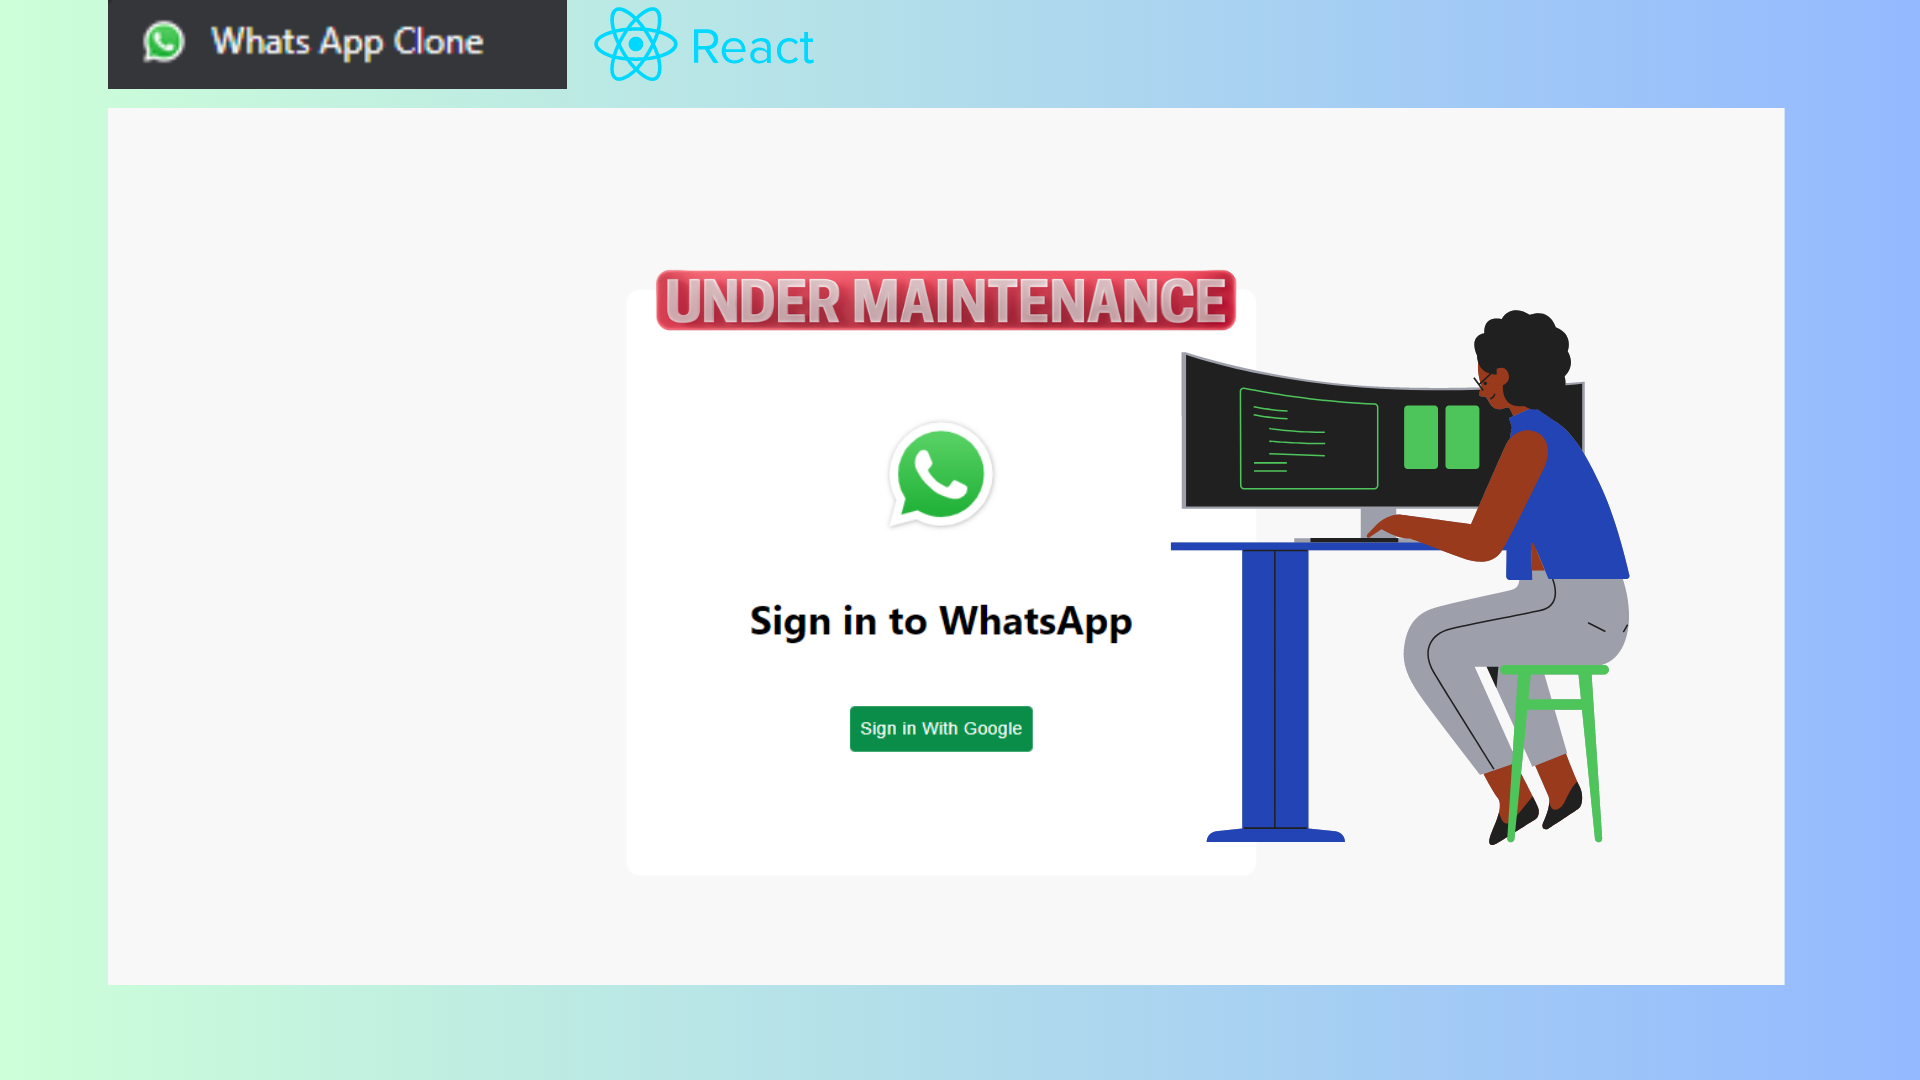 Whats App Clone
React
UNDER MAINTENANCE
Sign in to WhatsApp
Sign in With Google